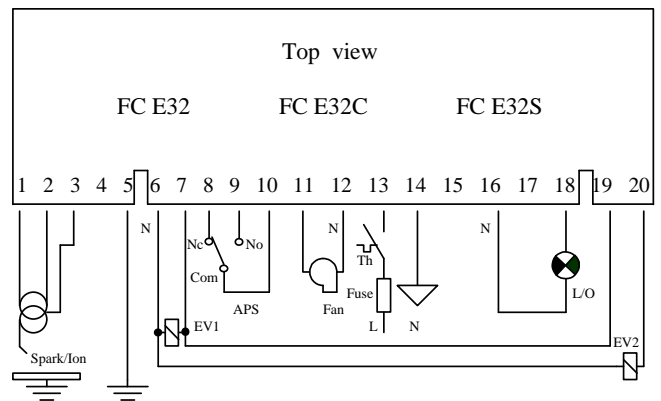 Top view
FC E32 FC E32C FC E32S
1 2 3 4 5 6 7 8 9 10 11 12 13 14 15 16 17 18 19 20
N N N
Nc No
Th
Com
Fuse L/O
APS Fan
L N EV1 EV2
Spark/Ion